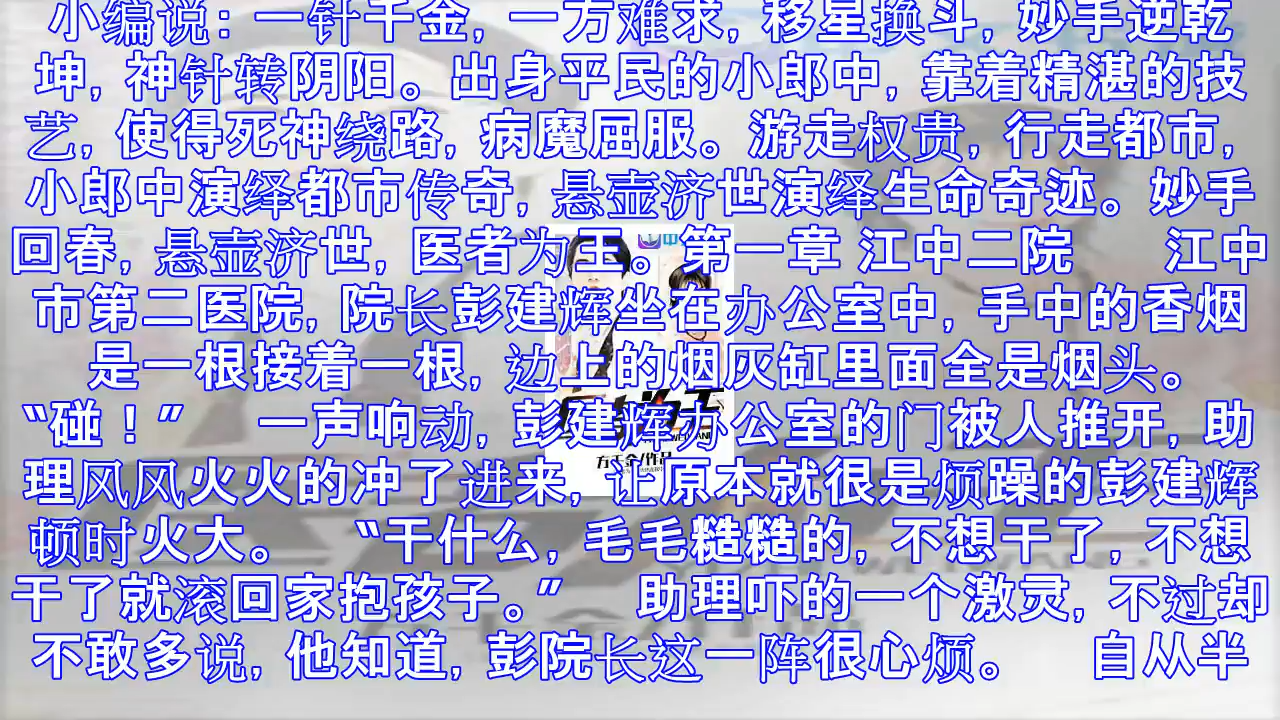 小编说：一针千金，一方难求，移星换斗，妙手逆乾
坤，神针转阴阳。出身平民的小郎中，靠着精湛的技
艺，使得死神绕路，病魔屈服。游走权贵，行走都市，
小郎中演绎都市传奇，悬壶济世演绎生命奇迹。妙手
回春，悬壶济世，医者为王。第一章 江中二院　　江中
市第二医院，院长彭建辉坐在办公室中，手中的香烟
是一根接着一根，边上的烟灰缸里面全是烟头。
“碰！”　　一声响动，彭建辉办公室的门被人推开，助
理风风火火的冲了进来，让原本就很是烦躁的彭建辉
顿时火大。　　“干什么，毛毛糙糙的，不想干了，不想
干了就滚回家抱孩子。”　　助理吓的一个激灵，不过却
不敢多说，他知道，彭院长这一阵很心烦。　　自从半
方千金/作品